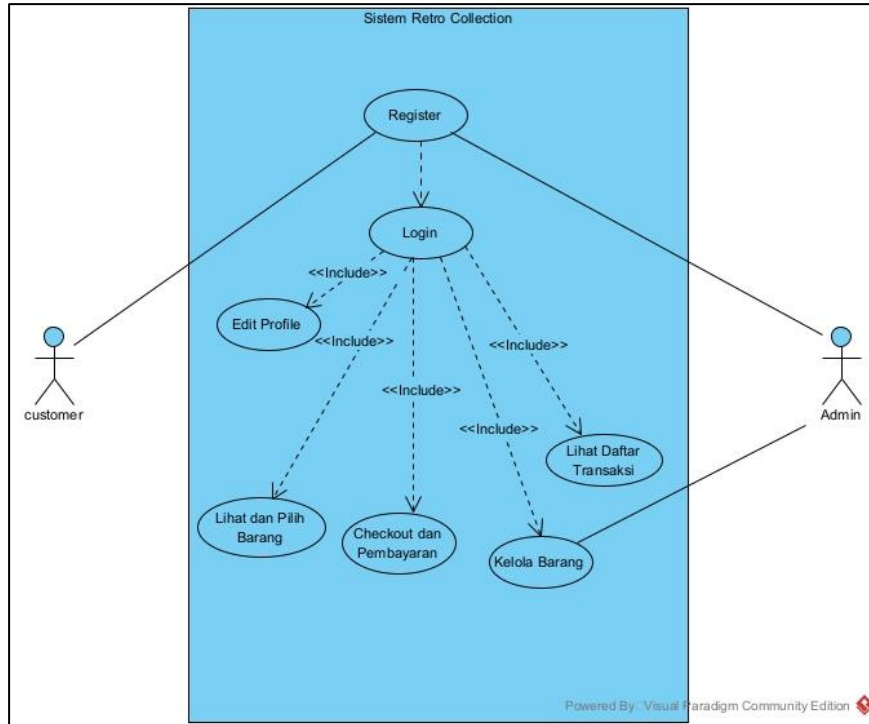 Sistem Retro Collection
Register
Login
<<Include>>
Edit Profile
<<Include>>
<<Include>>
<<Include>>
<<Include>>
customer
Admin
Lihat Daftar
Transaksi
Lihat dan Pilih
Barang
Checkout dan
Pembayaran
Kelola Barang
Powered By: Visual Paradigm Community Edition